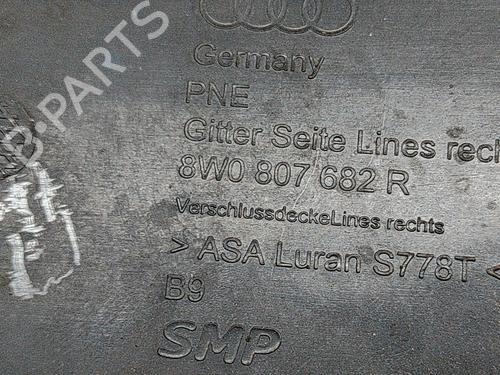 Germany
PNE
Gitter Seite Lines rech
8W0 807 682 R
VerschlussdeckeLines rechts
> ASA Luran S778T <
B9
SMP
B-PARTS